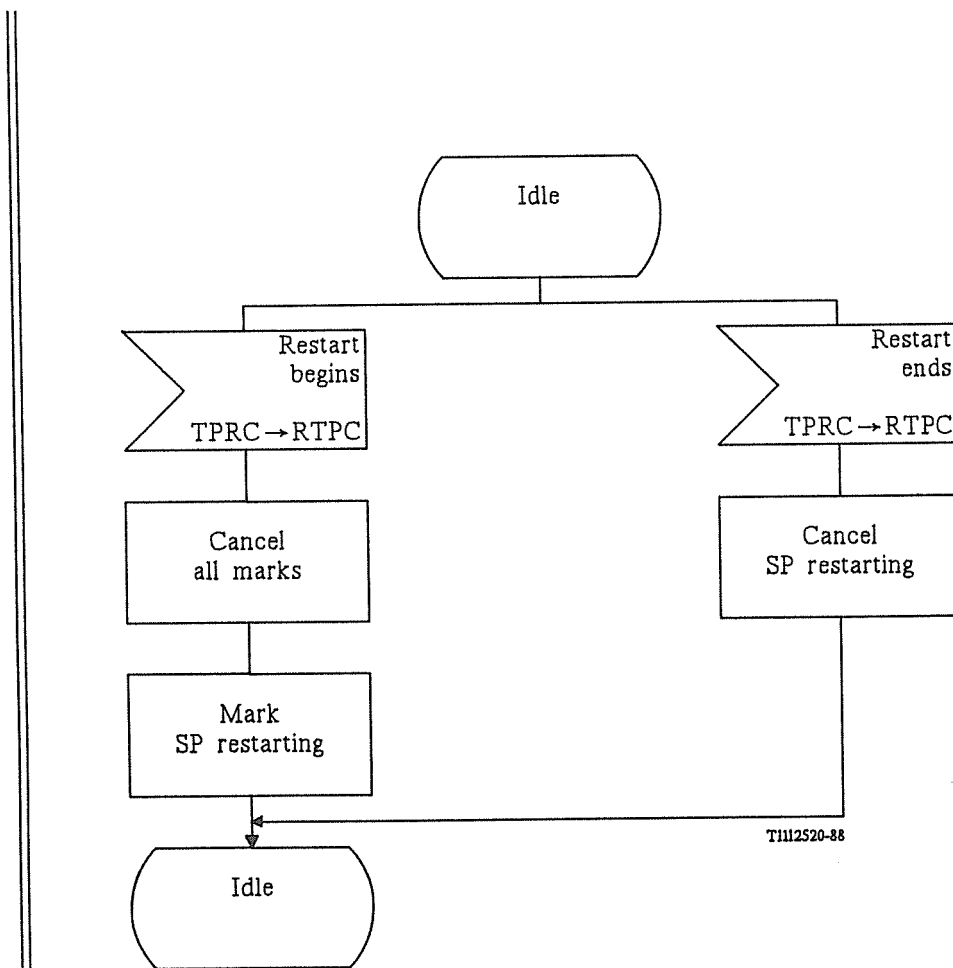 Idle
Restart
begins
TPRC→RTPC
Restart
ends
TPRC→RTPC
Cancel
all marks
Cancel
SP restarting
Mark
SP restarting
T1112520-88
Idle